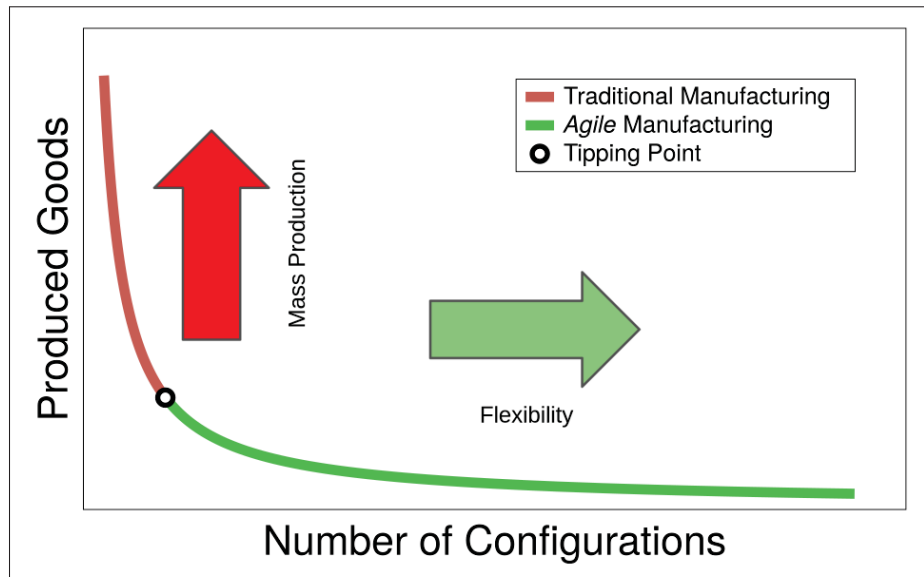 Traditional Manufacturing
Agile Manufacturing
Tipping Point
Produced Goods
Mass Production
Flexibility
Number of Configurations